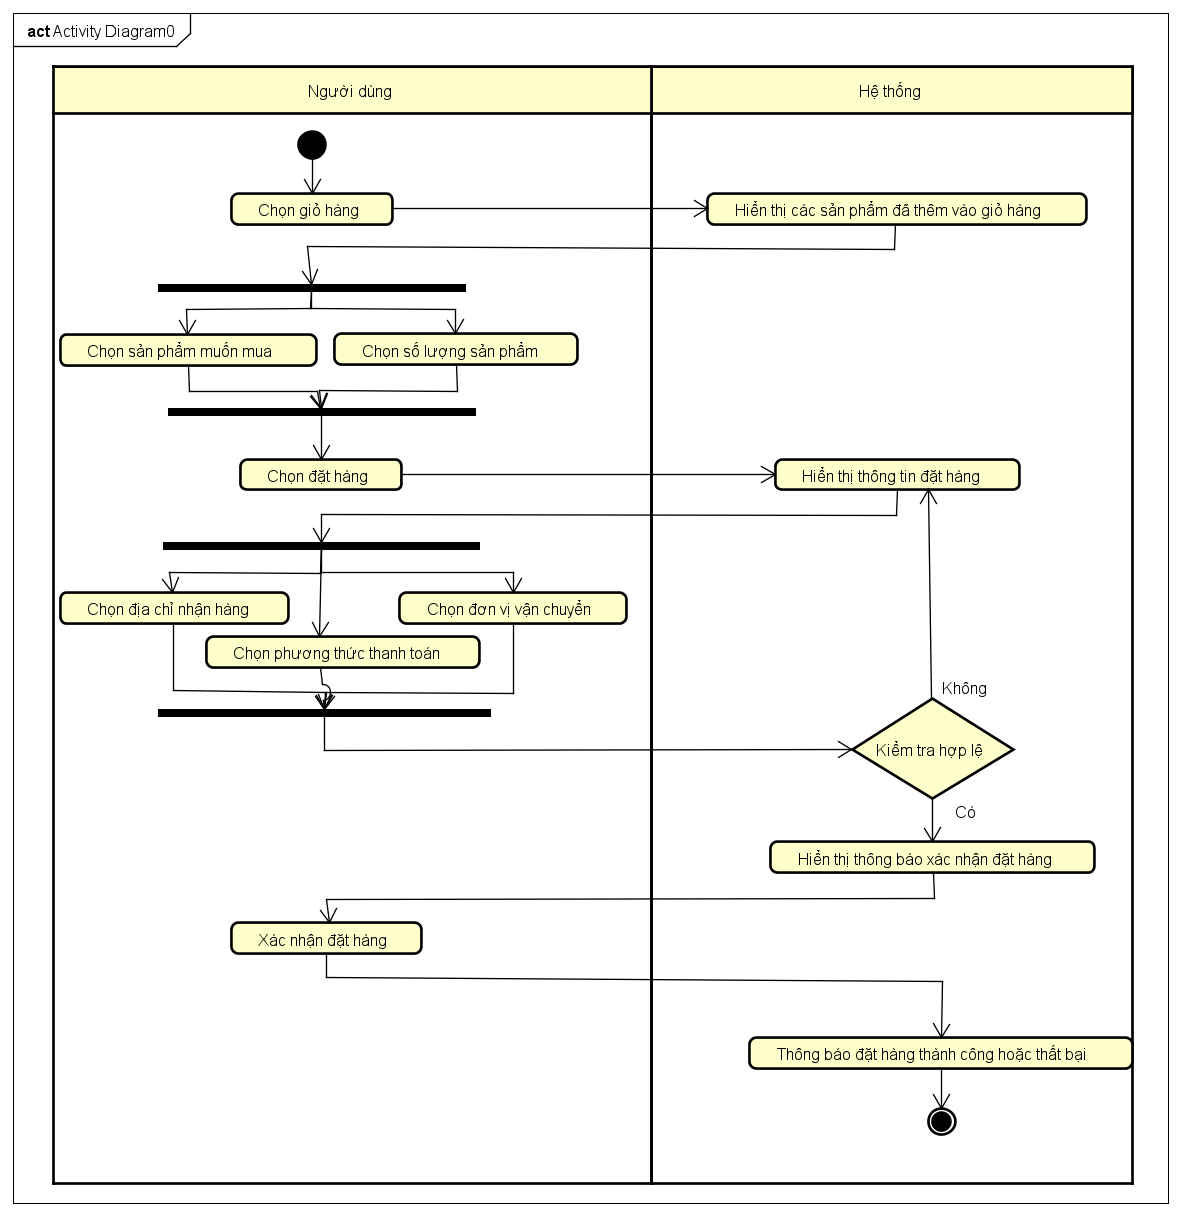 act Activity Diagram0
Người dùng
Hệ thống
Chọn giỏ hàng
Hiển thị các sản phẩm đã thêm vào giỏ hàng
Chọn sản phẩm muốn mua
Chọn số lượng sản phẩm
Chọn đặt hàng
Hiển thị thông tin đặt hàng
Chọn địa chỉ nhận hàng
Chọn đơn vị vận chuyển
Chọn phương thức thanh toán
Không
Kiểm tra hợp lệ
Có
Hiển thị thông báo xác nhận đặt hàng
Xác nhận đặt hàng
Thông báo đặt hàng thành công hoặc thất bại